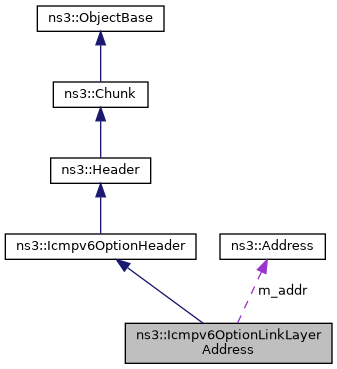 ns3::ObjectBase
ns3::Chunk
ns3::Header
ns3::Icmpv6OptionHeader
ns3::Address
m_addr
ns3::Icmpv6OptionLinkLayer
Address